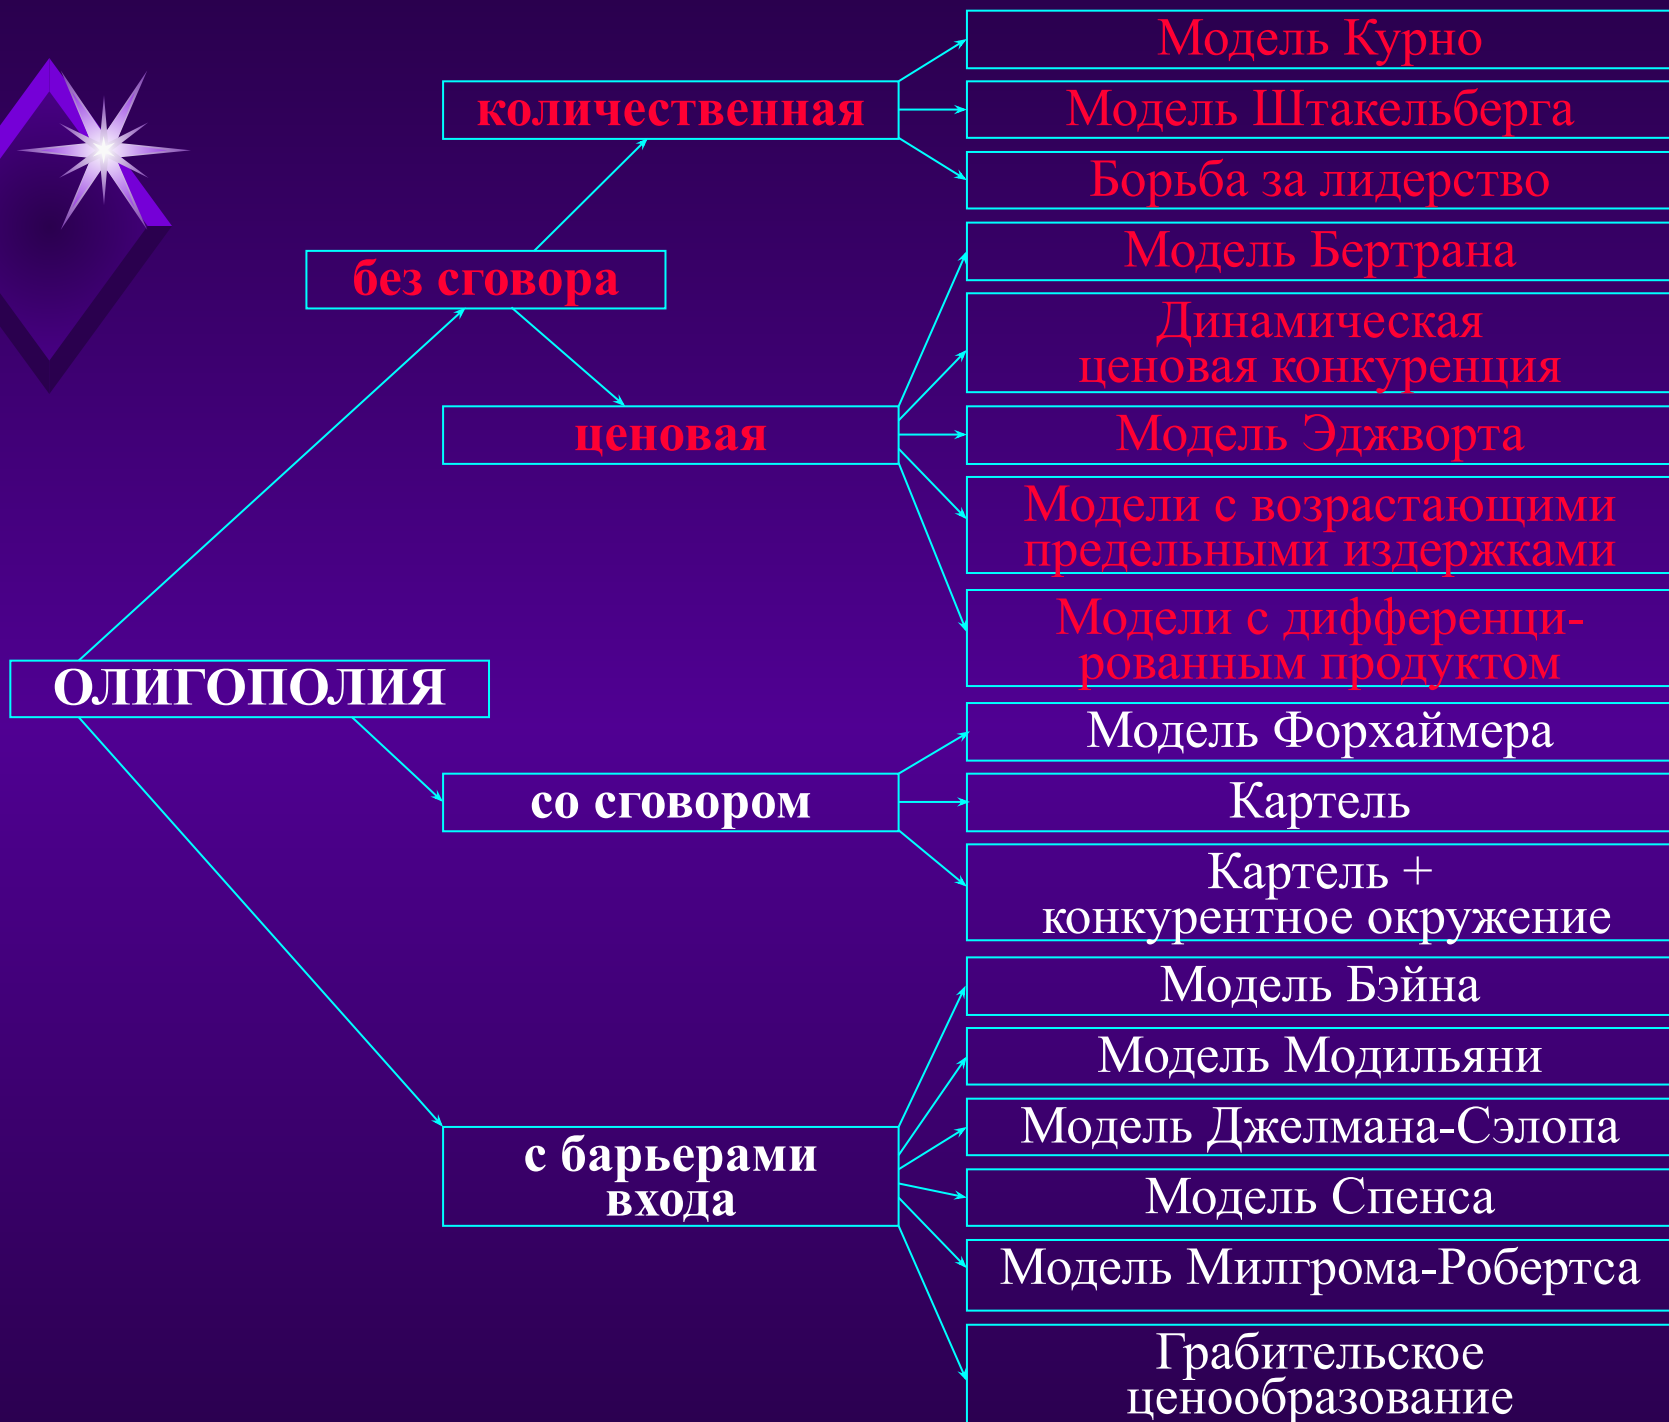 Модель Курно
количественная
Модель Штакельберга
Борьба за лидерство
без сговора
Модель Бертрана
Динамическая
ценовая конкуренция
ценовая
Модель Эджворта
Модели с возрастающими
предельными издержками
Модели с дифференци-
рованным продуктом
ОЛИГОПОЛИЯ
Модель Форхаймера
со сговором
Картель
Картель +
конкурентное окружение
Модель Бэйна
Модель Модильяни
Модель Джелмана-Сэлопа
с барьерами
входа
Модель Спенса
Модель Милгрома-Робертса
Грабительское
ценообразование